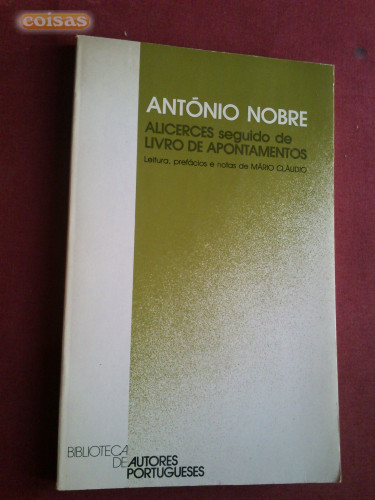 coisas
ANTÓNIO NOBRE
ALICERCES seguido de
LIVRO DE APONTAMENTOS
Leitura, prefácios e notas de MÁRIO CLÁUDIO
BIBLIOTECA
DE AUTORES
PORTUGUESES